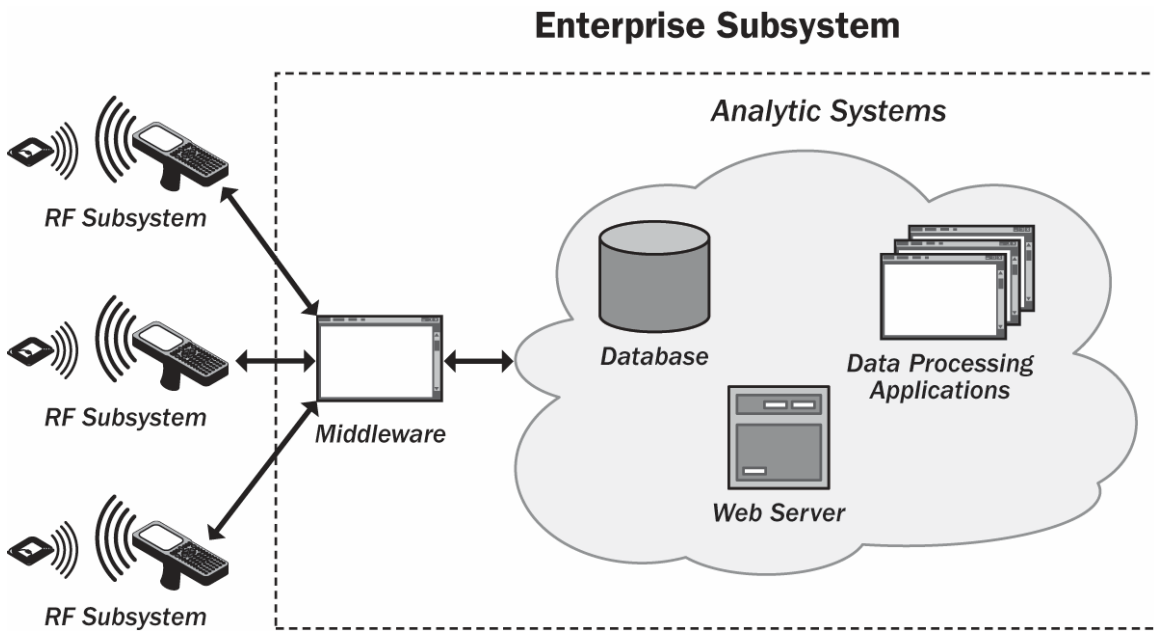 Enterprise Subsystem
Analytic Systems
RF Subsystem
RF Subsystem
RF Subsystem
Middleware
Database
Data Processing
Applications
Web Server